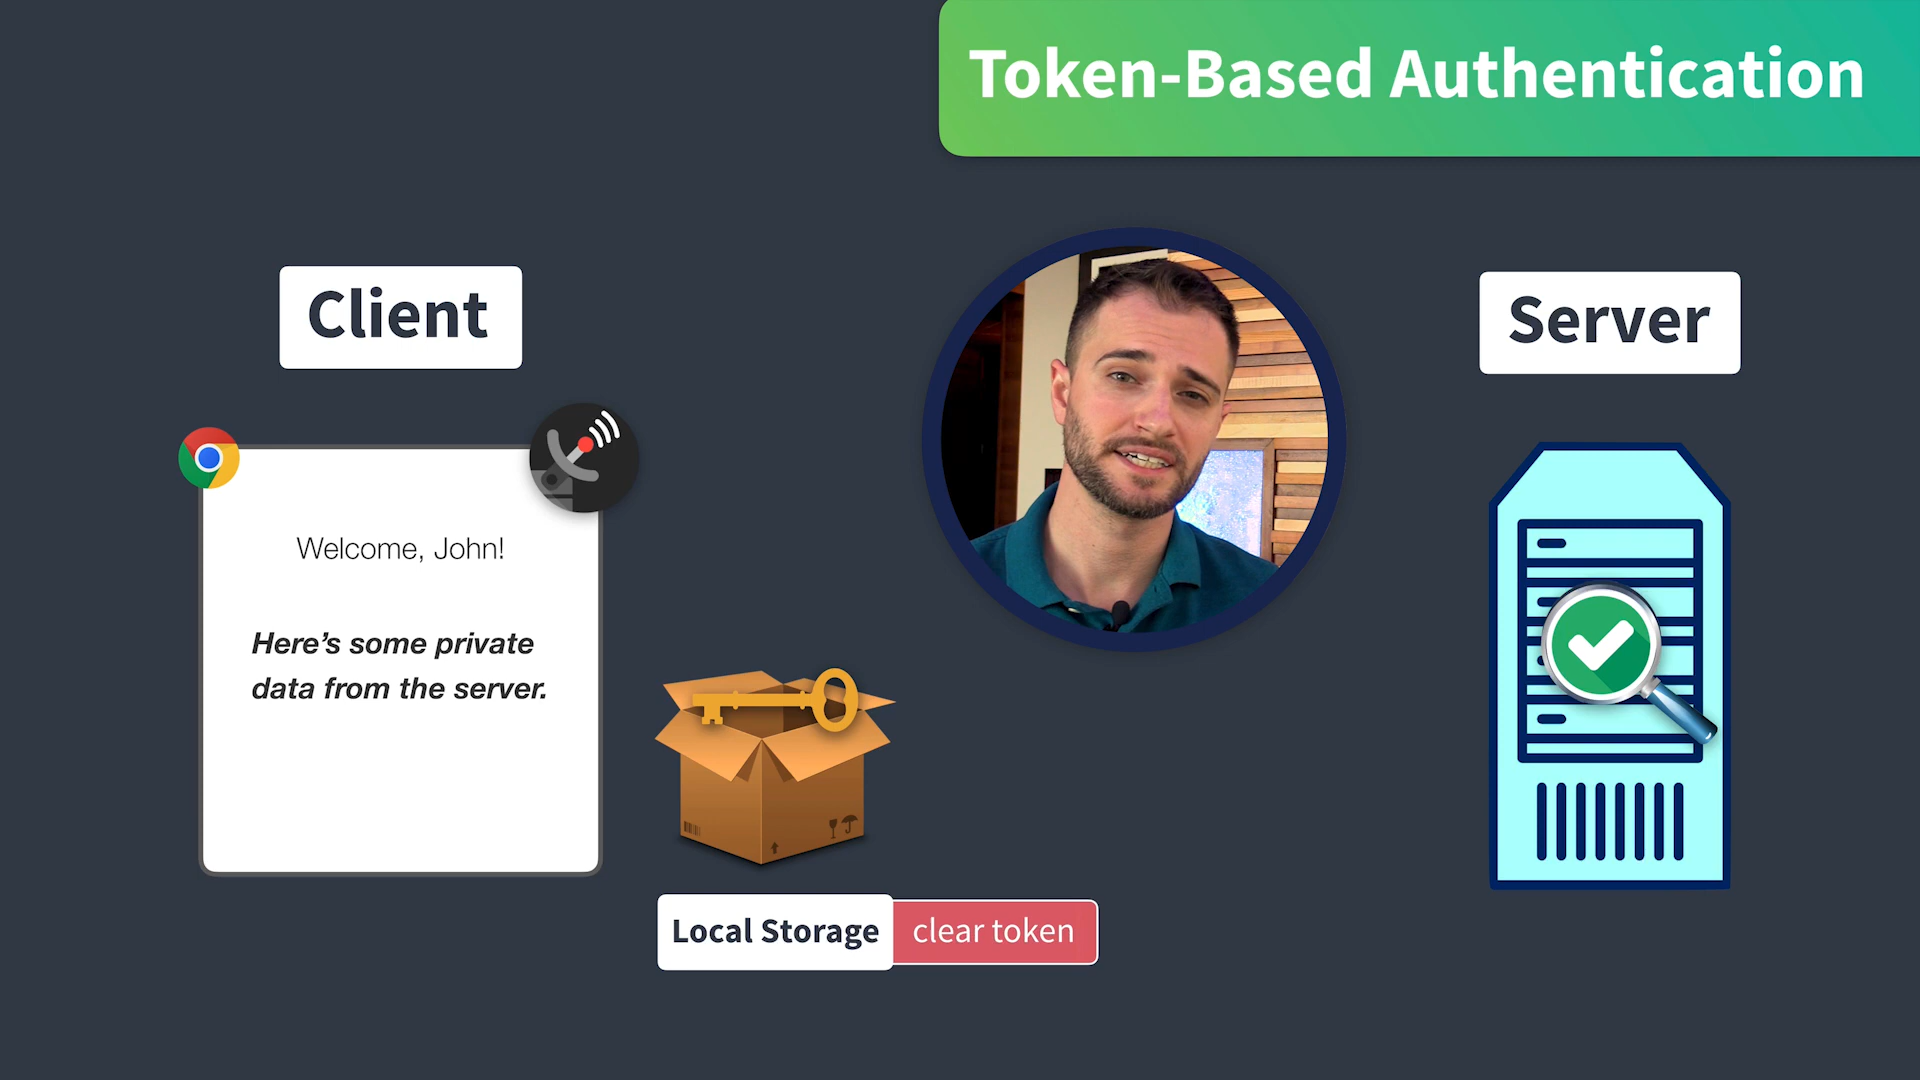 Token-Based Authentication
Client
Server
Welcome, John!
Here’s some private
data from the server.
Local Storage
clear token